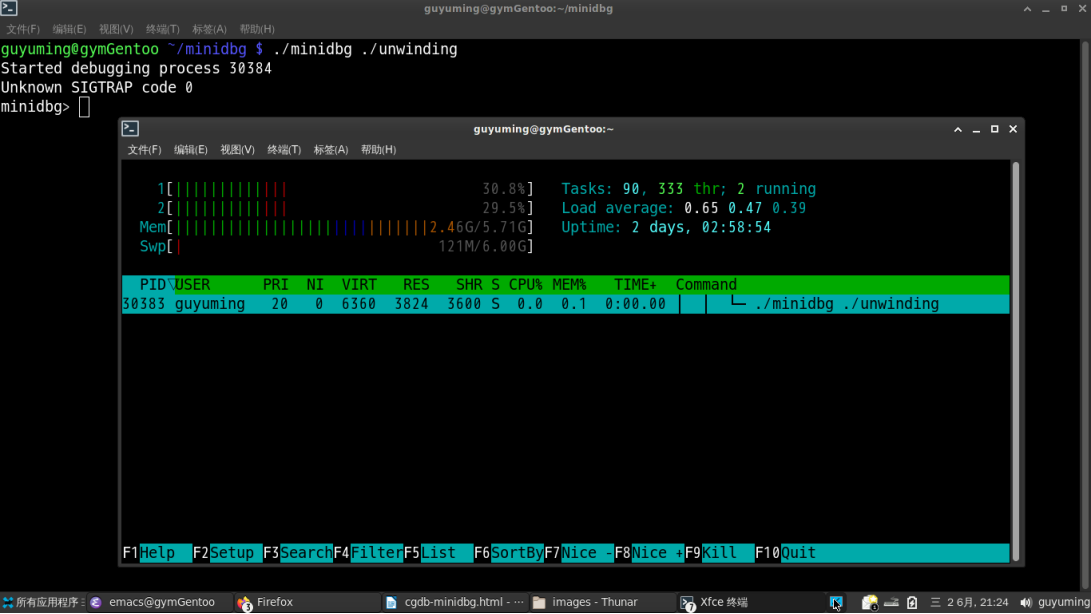 guyuming@gymGentoo:~/minidbg
文件(F) 编辑(E) 视图(V) 终端(T) 标签(A) 帮助(H)
guyuming@gymGentoo ~/minidbg $ ./minidbg ./unwinding
Started debugging process 30384
Unknown SIGTRAP code 0
minidbg>
guyuming@gymGentoo:~
文件(F) 编辑(E) 视图(V) 终端(T) 标签(A) 帮助(H)
1[||||||||||||| 30.8%] Tasks: 90, 333 thr; 2 running
2[||||||||||||| 29.5%] Load average: 0.65 0.47 0.39
Mem[|||||||||||||||||||||||||||||2.46G/5.71G] Uptime: 2 days, 02:58:54
Swp[| 121M/6.00G]
PID▽USER PRI NI VIRT RES SHR S CPU% MEM% TIME+ Command
30383 guyuming 20 0 6360 3824 3600 S 0.0 0.1 0:00.00 │ │ └─ ./minidbg ./unwinding
F1Help F2Setup F3Search F4Filter F5List F6SortBy F7Nice - F8Nice + F9Kill F10Quit
所有应用程序 emacs@gymGentoo 3 Firefox cgdb-minidbg.html - ··· images - Thunar 7 Xfce 终端 1 三 2 6月, 21:24 guyuming